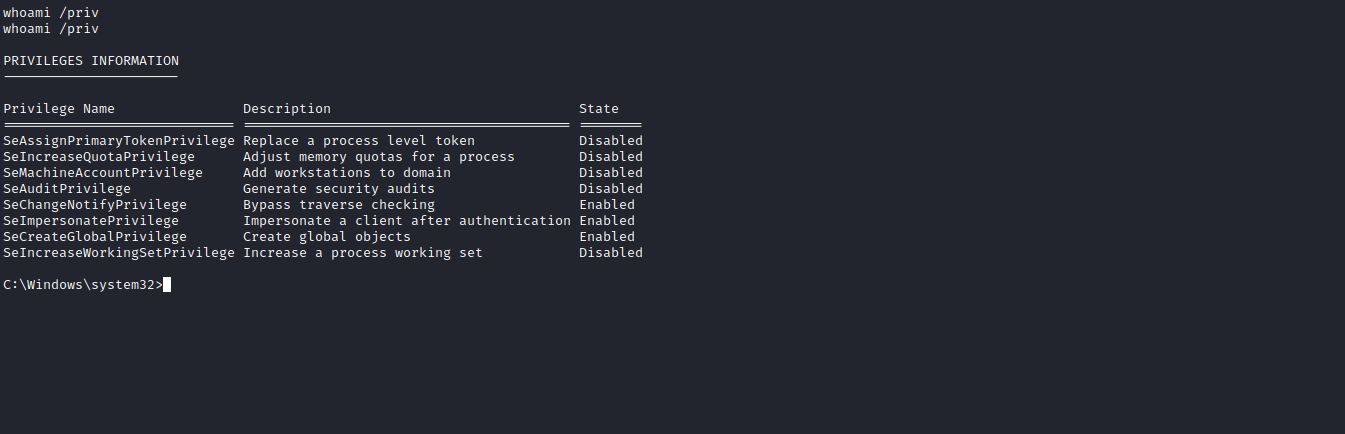 whoami /priv
whoami /priv
PRIVILEGES INFORMATION
----------------------
Privilege Name                Description                               State
============================= ========================================= ========
SeAssignPrimaryTokenPrivilege Replace a process level token             Disabled
SeIncreaseQuotaPrivilege      Adjust memory quotas for a process        Disabled
SeMachineAccountPrivilege     Add workstations to domain                Disabled
SeAuditPrivilege              Generate security audits                  Disabled
SeChangeNotifyPrivilege       Bypass traverse checking                  Enabled
SeImpersonatePrivilege        Impersonate a client after authentication Enabled
SeCreateGlobalPrivilege       Create global objects                     Enabled
SeIncreaseWorkingSetPrivilege Increase a process working set            Disabled
C:\Windows\system32>